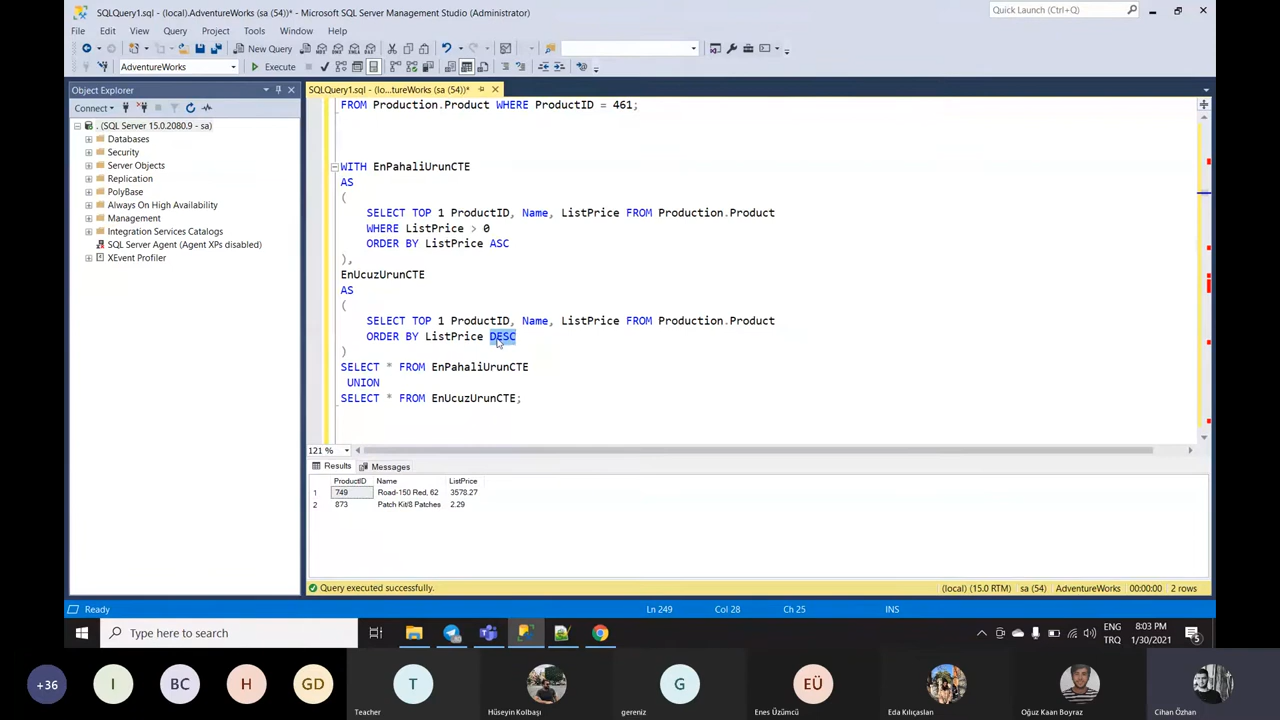 SQLQuery1.sql - (local).AdventureWorks (sa (54))* - Microsoft SQL Server Management Studio (Administrator)
Quick Launch (Ctrl+Q)
File Edit View Query Project Tools Window Help
New Query
AdventureWorks
Execute
Object Explorer
SQLQuery1.sql - (lo...tureWorks (sa (54))*
Connect
. (SQL Server 15.0.2080.9 - sa)
Databases
Security
Server Objects
Replication
PolyBase
Always On High Availability
Management
Integration Services Catalogs
SQL Server Agent (Agent XPs disabled)
XEvent Profiler
FROM Production.Product WHERE ProductID = 461;
WITH EnPahaliUrunCTE
AS
(
SELECT TOP 1 ProductID, Name, ListPrice FROM Production.Product
WHERE ListPrice > 0
ORDER BY ListPrice ASC
),
EnUcuzUrunCTE
AS
(
SELECT TOP 1 ProductID, Name, ListPrice FROM Production.Product
ORDER BY ListPrice DESC
)
SELECT * FROM EnPahaliUrunCTE
UNION
SELECT * FROM EnUcuzUrunCTE;
121 %
Results Messages
ProductID Name ListPrice
1 749 Road-150 Red, 62 3578.27
2 873 Patch Kit/8 Patches 2.29
Query executed successfully. (local) (15.0 RTM) sa (54) AdventureWorks 00:00:00 2 rows
Ready Ln 249 Col 28 Ch 25 INS
Type here to search
ENG
TRQ
8:03 PM
1/30/2021
5
+36 I BC H GD T G EÜ
Teacher Hüseyin Kolbaşı gereniz Enes Üzümcü Eda Kılıçaslan Oğuz Kaan Boyraz Cihan Özhan